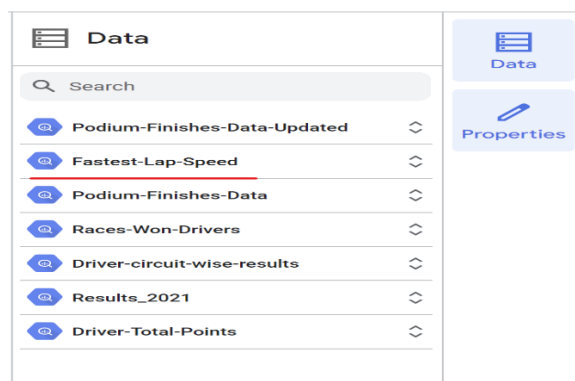 Data
Search
Podium-Finishes-Data-Updated
Fastest-Lap-Speed
Podium-Finishes-Data
Races-Won-Drivers
Driver-circuit-wise-results
Results_2021
Driver-Total-Points
Data
Properties